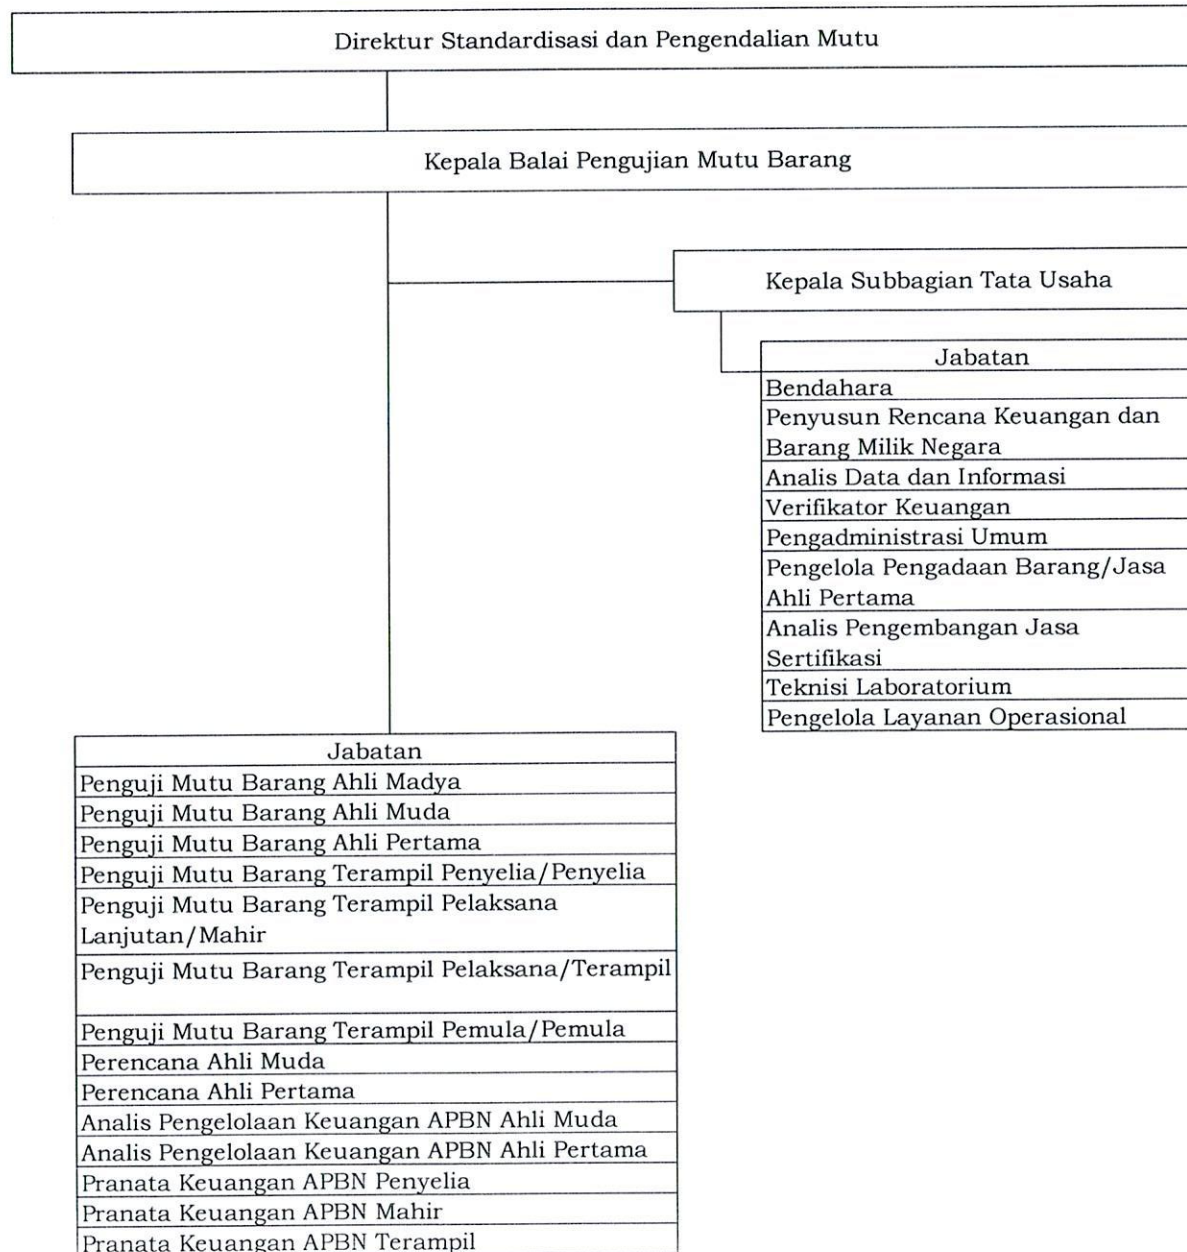 Direktur Standardisasi dan Pengendalian Mutu
Kepala Balai Pengujian Mutu Barang
Kepala Subbagian Tata Usaha
Jabatan
Bendahara
Penyusun Rencana Keuangan dan
Barang Milik Negara
Analis Data dan Informasi
Verifikator Keuangan
Pengadministrasi Umum
Pengelola Pengadaan Barang/Jasa
Ahli Pertama
Analis Pengembangan Jasa
Sertifikasi
Teknisi Laboratorium
Pengelola Layanan Operasional
Jabatan
Penguji Mutu Barang Ahli Madya
Penguji Mutu Barang Ahli Muda
Penguji Mutu Barang Ahli Pertama
Penguji Mutu Barang Terampil Penyelia/Penyelia
Penguji Mutu Barang Terampil Pelaksana
Lanjutan/Mahir
Penguji Mutu Barang Terampil Pelaksana/Terampil
Penguji Mutu Barang Terampil Pemula/Pemula
Perencana Ahli Muda
Perencana Ahli Pertama
Analis Pengelolaan Keuangan APBN Ahli Muda
Analis Pengelolaan Keuangan APBN Ahli Pertama
Pranata Keuangan APBN Penyelia
Pranata Keuangan APBN Mahir
Pranata Keuangan APBN Terampil